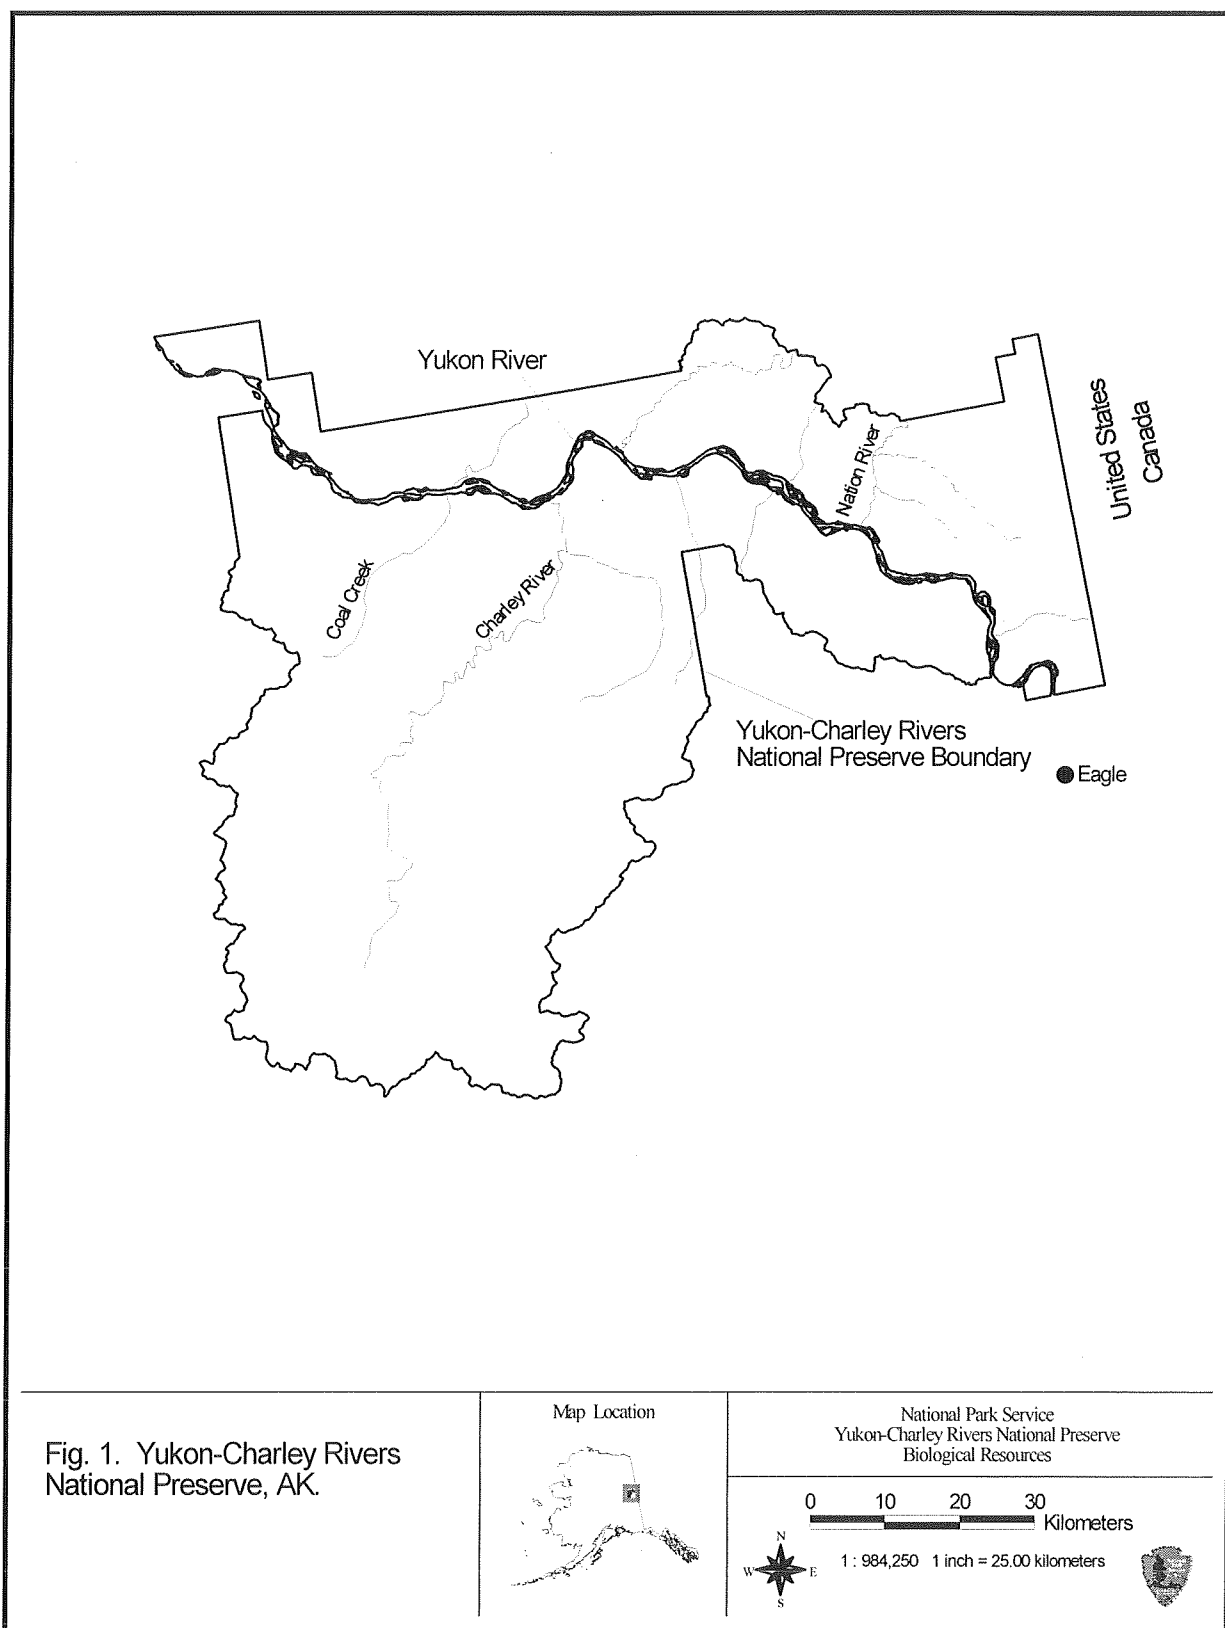 Yukon River
United States
Canada
Nation River
Coal Creek
Charley River
Yukon-Charley Rivers
National Preserve Boundary
Eagle
Fig. 1. Yukon-Charley Rivers
National Preserve, AK.
Map Location
National Park Service
Yukon-Charley Rivers National Preserve
Biological Resources
0 10 20 30
Kilometers
N
W E
S
1 : 984,250 1 inch = 25.00 kilometers